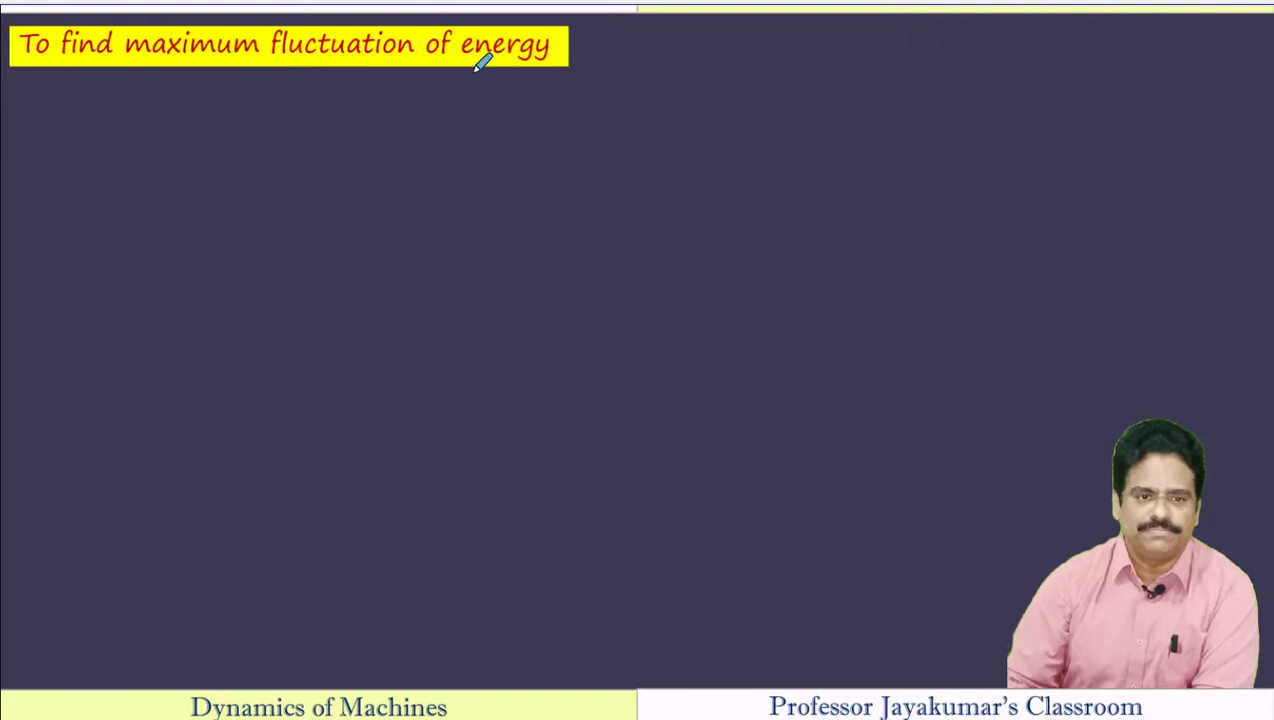 To find maximum fluctuation of energy
Dynamics of Machines
Professor Jayakumar's Classroom